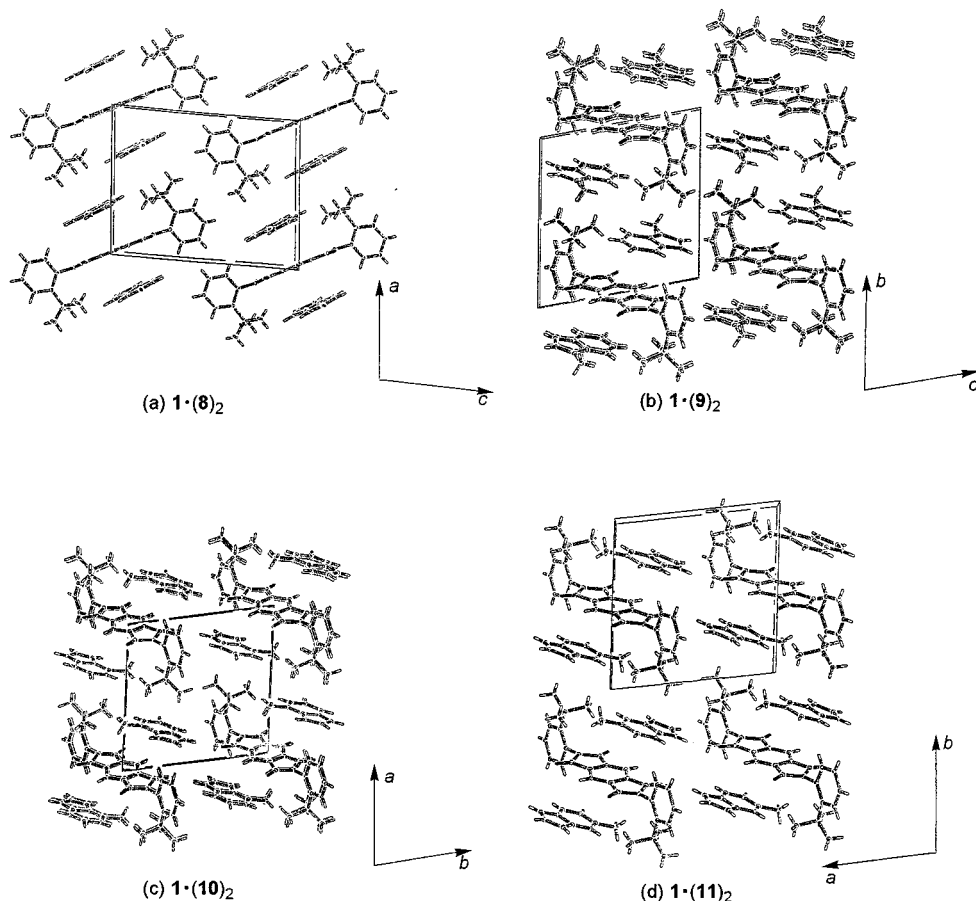 a
c
(a) 1·(8)₂
b
c
(b) 1·(9)₂
a
b
(c) 1·(10)₂
b
a
(d) 1·(11)₂